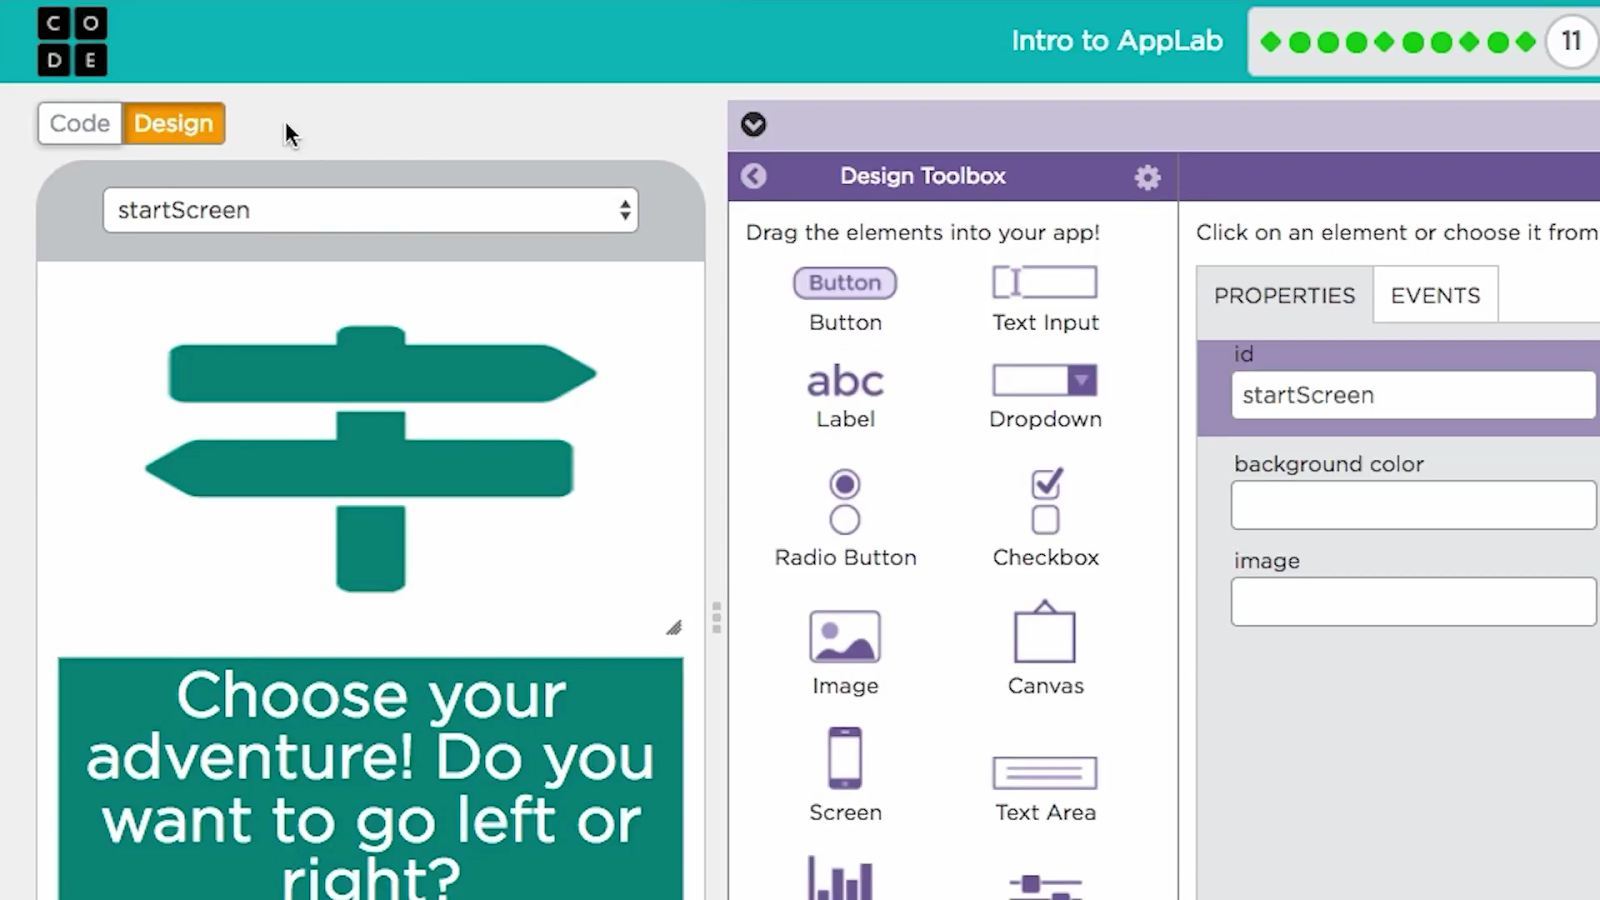 CODE
Intro to AppLab
11
Code
Design
startScreen
Choose your
adventure! Do you
want to go left or
right?
Design Toolbox
Drag the elements into your app!
Button
Button
Text Input
abc
Label
Dropdown
Radio Button
Checkbox
Image
Canvas
Screen
Text Area
Click on an element or choose it from
PROPERTIES
EVENTS
id
startScreen
background color
image